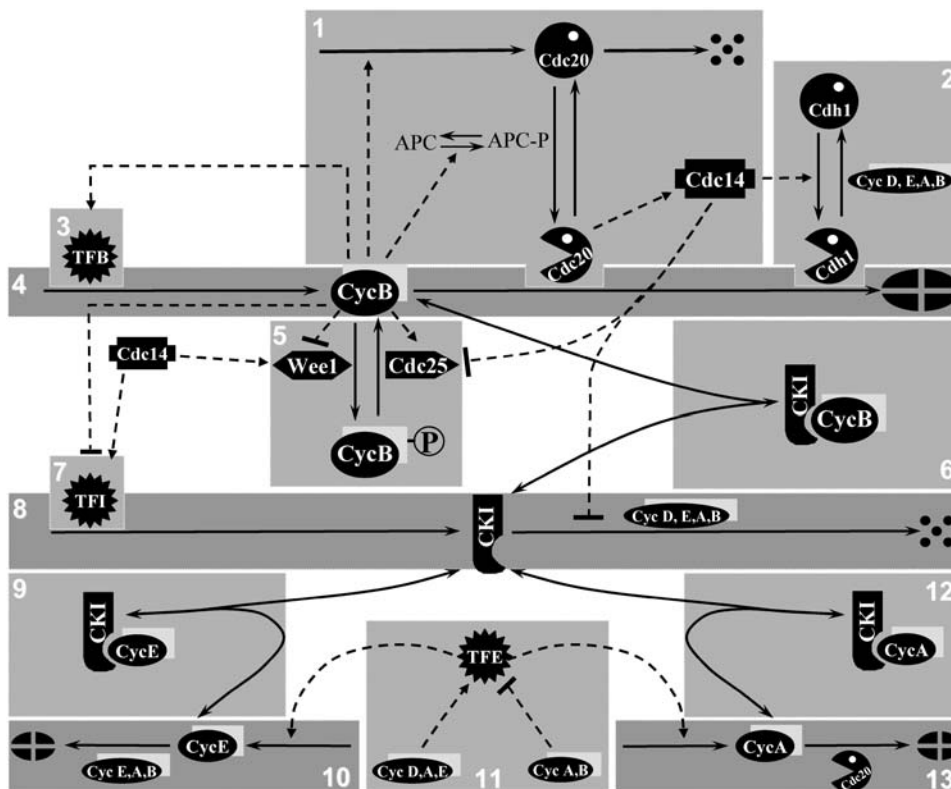 1
Cdc20
2
Cdh1
APC
APC-P
Cdc14
Cyc D, E,A,B
3
TFB
Cdc20
Cdh1
4
CycB
5
Cdc14
Wee1
Cdc25
CKI
CycB
CycB
P
6
7
TFI
8
CKI
Cyc D, E,A,B
9
CKI
CycE
12
CKI
CycA
TFE
CycE
Cyc E,A,B
10
Cyc D,A,E
11
Cyc A,B
CycA
Cdc20
13